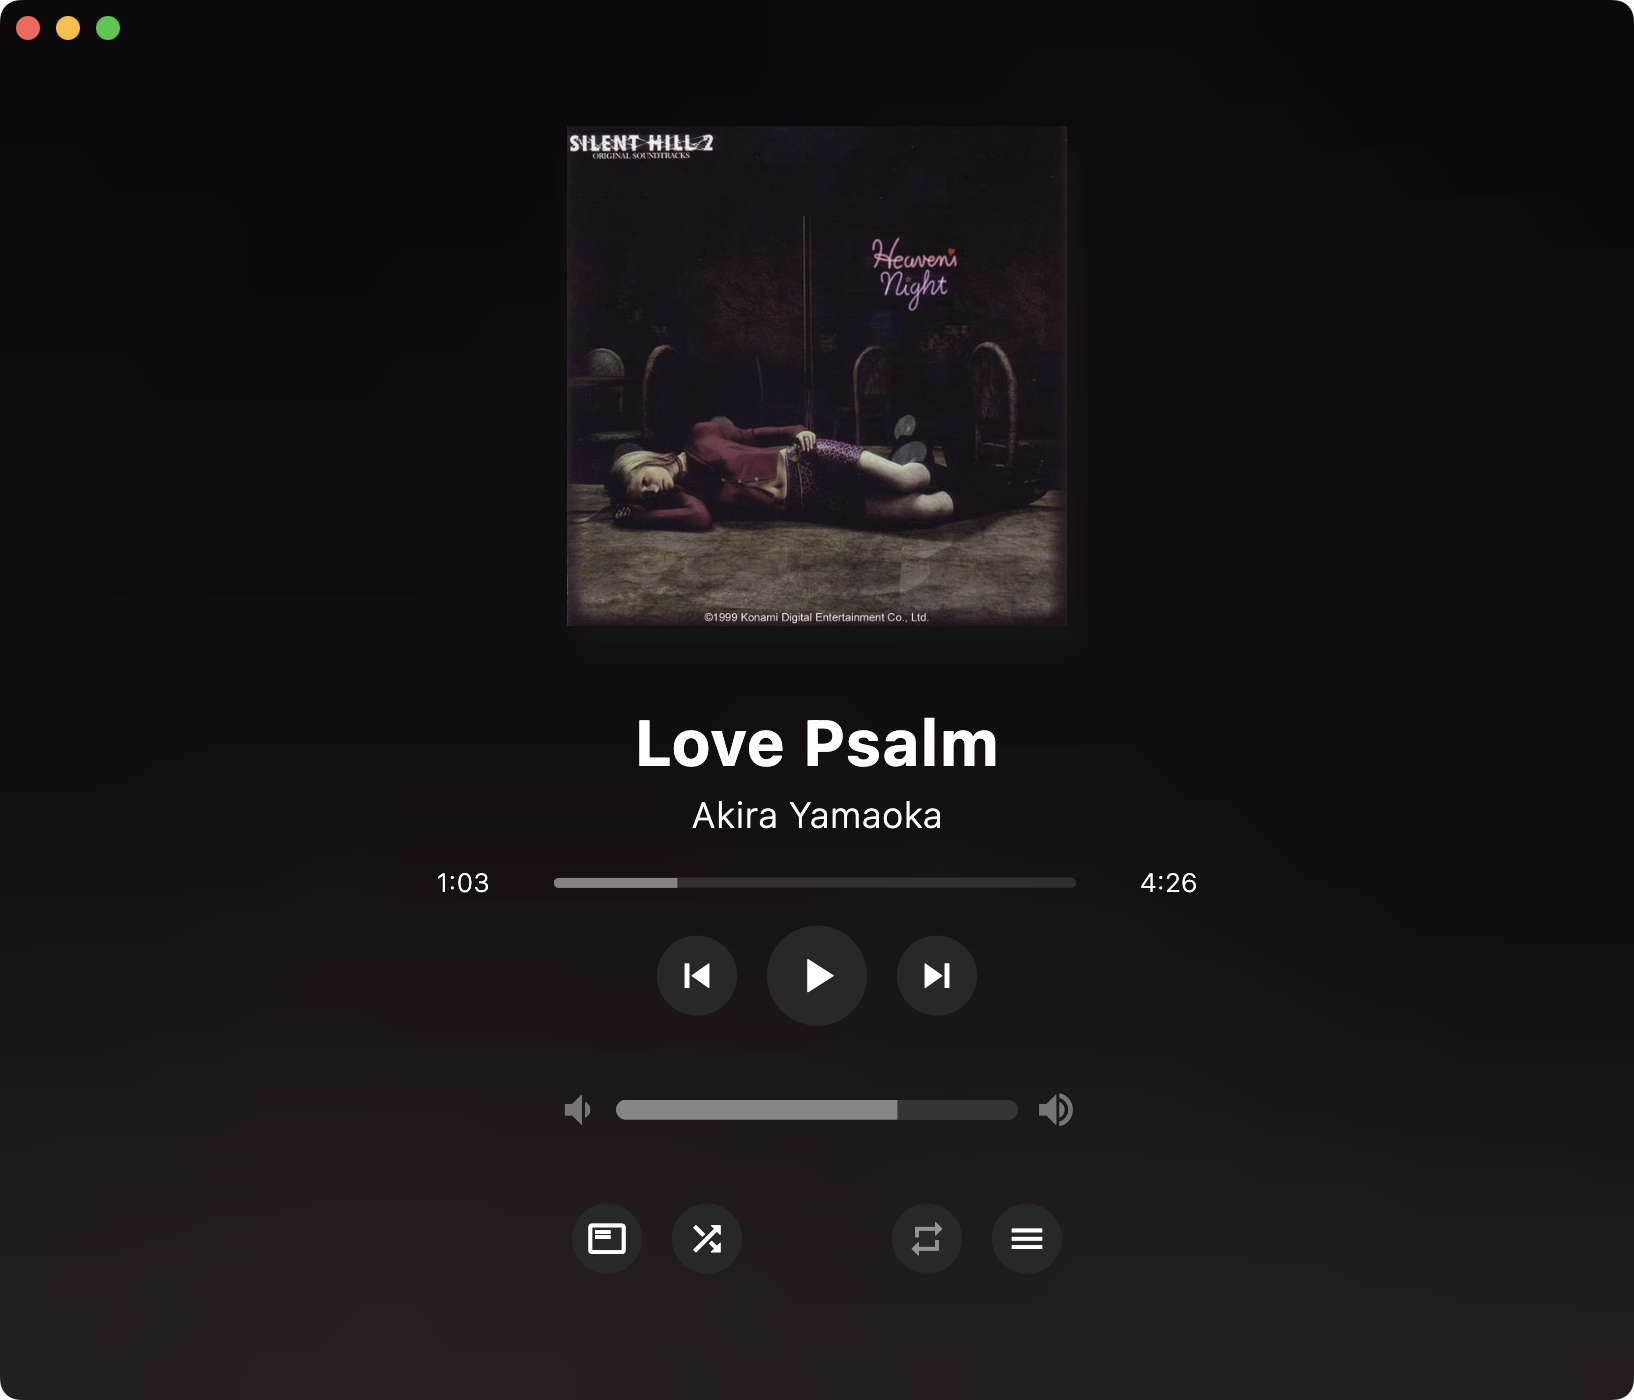 SILENT HILL 2
ORIGINAL SOUNDTRACKS
Heaven's
Night
©1999 Konami Digital Entertainment Co., Ltd.
Love Psalm
Akira Yamaoka
1:03
4:26